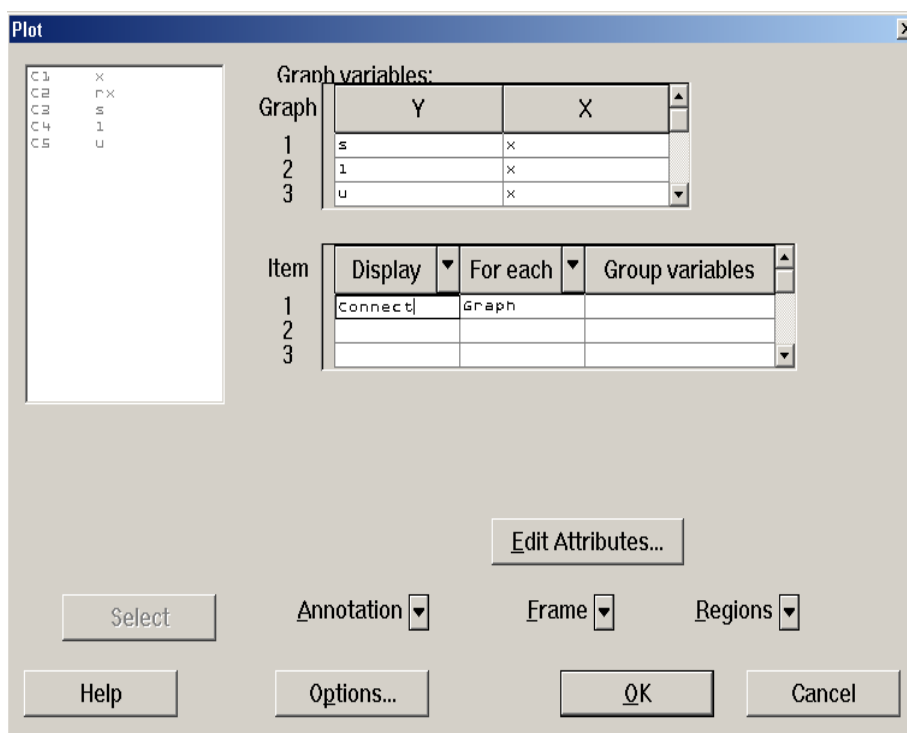 Plot
C1 x
C2 rx
C3 s
C4 l
C5 u
Graph variables:
Graph Y X
1 s x
2 l x
3 u x
Item Display For each Group variables
1 Connect Graph
2
3
Edit Attributes...
Select Annotation Frame Regions
Help Options... OK Cancel